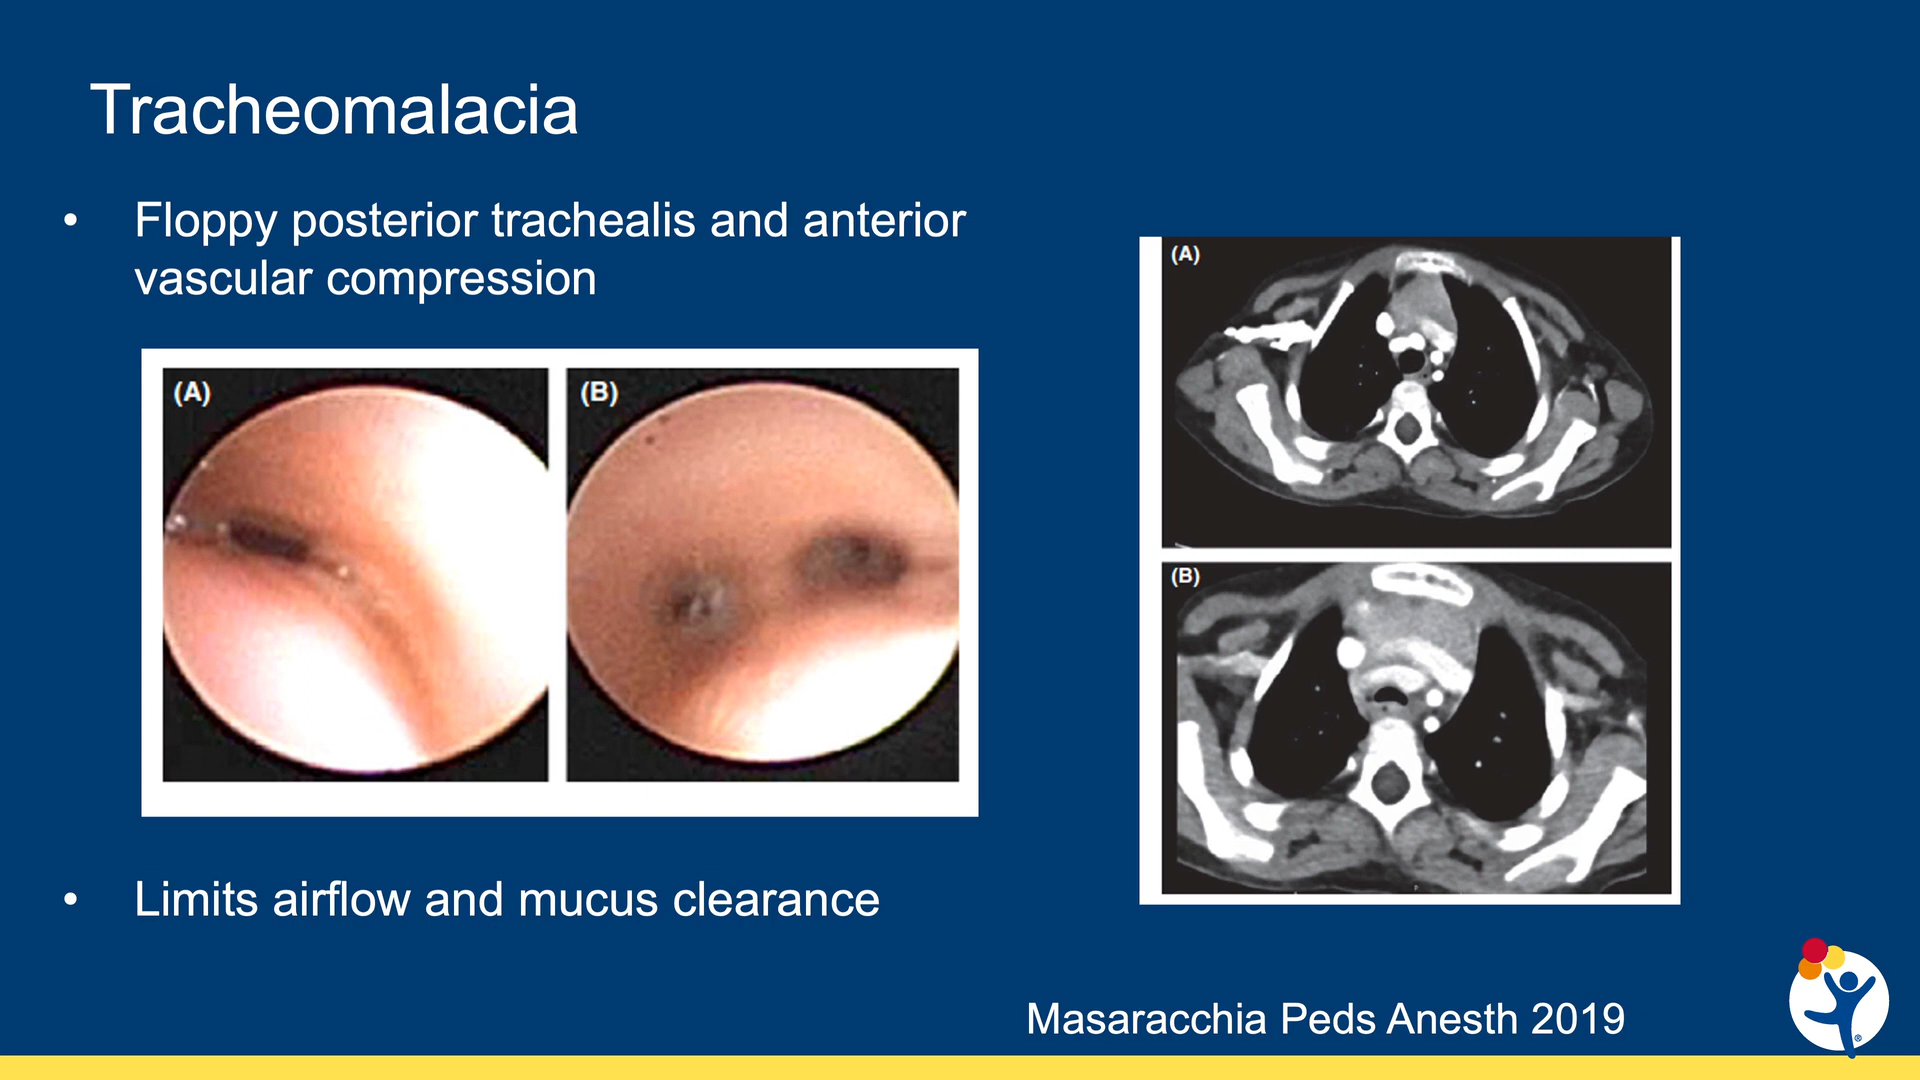 Tracheomalacia
• Floppy posterior trachealis and anterior
vascular compression
(A)
(B)
(A)
(B)
• Limits airflow and mucus clearance
Masaracchia Peds Anesth 2019
®